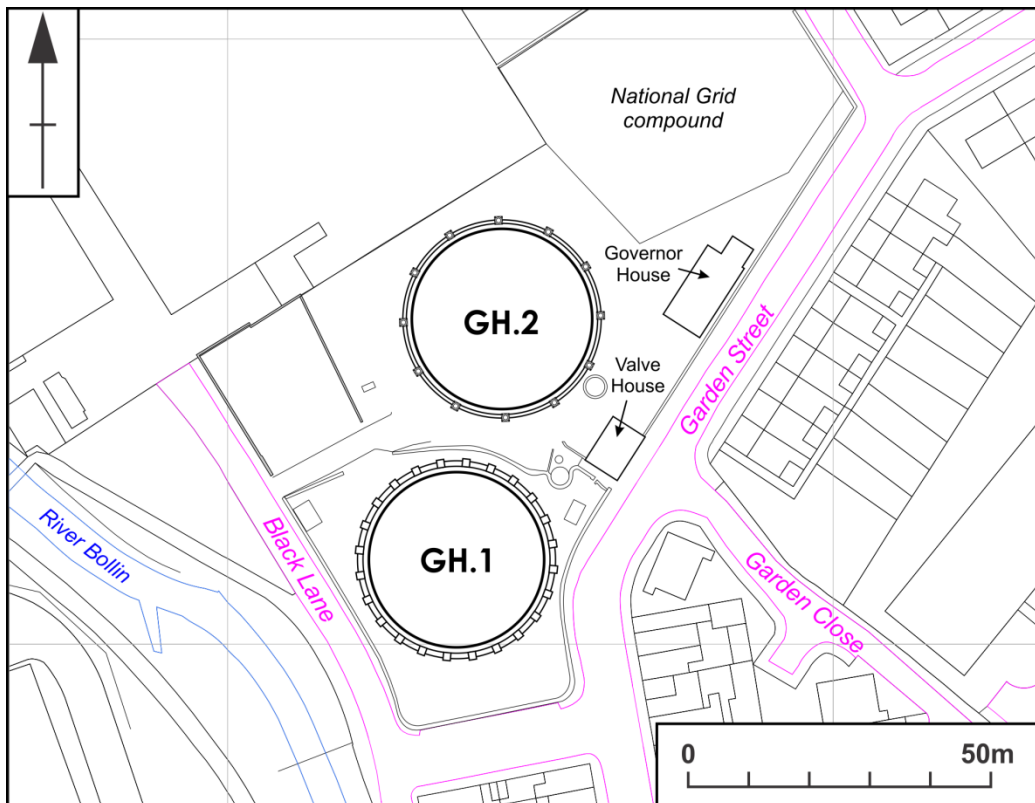 National Grid
compound
Governor
House
GH.2
Valve
House
Garden Street
River Bollin
Black Lane
GH.1
Garden Close
0 50m